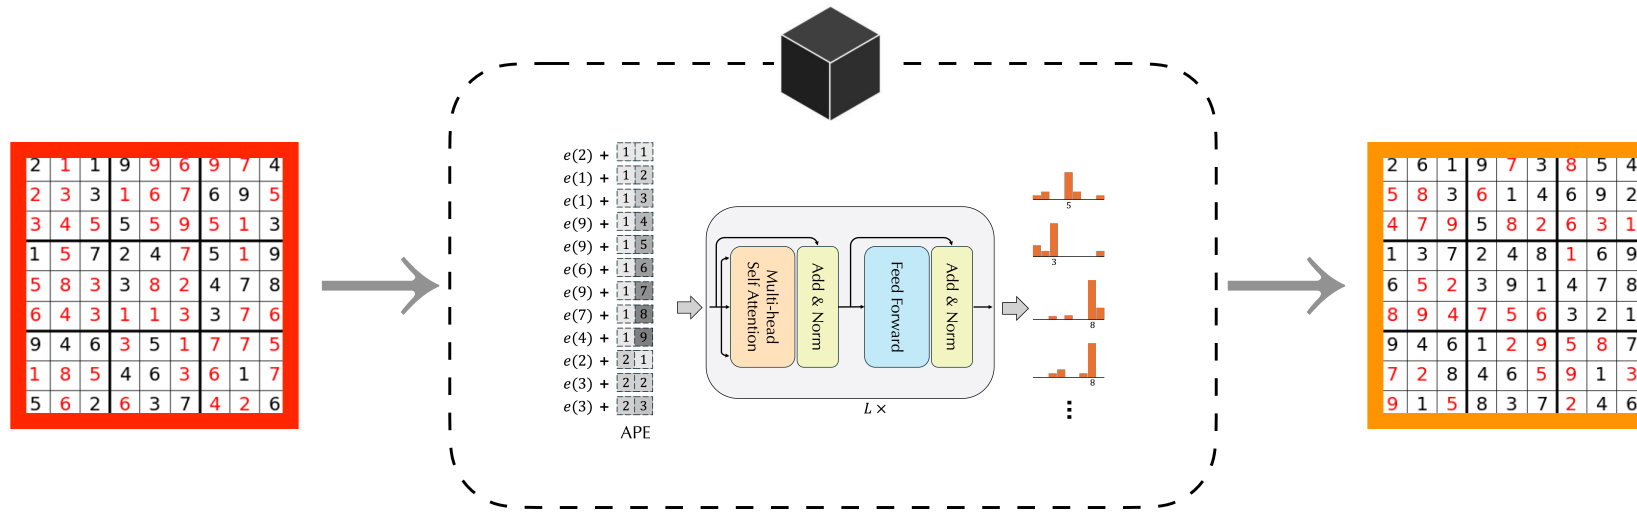 2 1 1 9 9 6 9 7 4
2 3 3 1 6 7 6 9 5
3 4 5 5 5 9 5 1 3
1 5 7 2 4 7 5 1 9
5 8 3 3 8 2 4 7 8
6 4 3 1 1 3 3 7 6
9 4 6 3 5 1 7 7 5
1 8 5 4 6 3 6 1 7
5 6 2 6 3 7 4 2 6
e(2) + 1 1
e(1) + 1 2
e(1) + 1 3
e(9) + 1 4
e(9) + 1 5
e(6) + 1 6
e(9) + 1 7
e(7) + 1 8
e(4) + 1 9
e(2) + 2 1
e(3) + 2 2
e(3) + 2 3
APE
Multi-head
Self Attention
Add & Norm
Feed Forward
Add & Norm
L ×
5
3
8
8
⋮
2 6 1 9 7 3 8 5 4
5 8 3 6 1 4 6 9 2
4 7 9 5 8 2 6 3 1
1 3 7 2 4 8 1 6 9
6 5 2 3 9 1 4 7 8
8 9 4 7 5 6 3 2 1
9 4 6 1 2 9 5 8 7
7 2 8 4 6 5 9 1 3
9 1 5 8 3 7 2 4 6